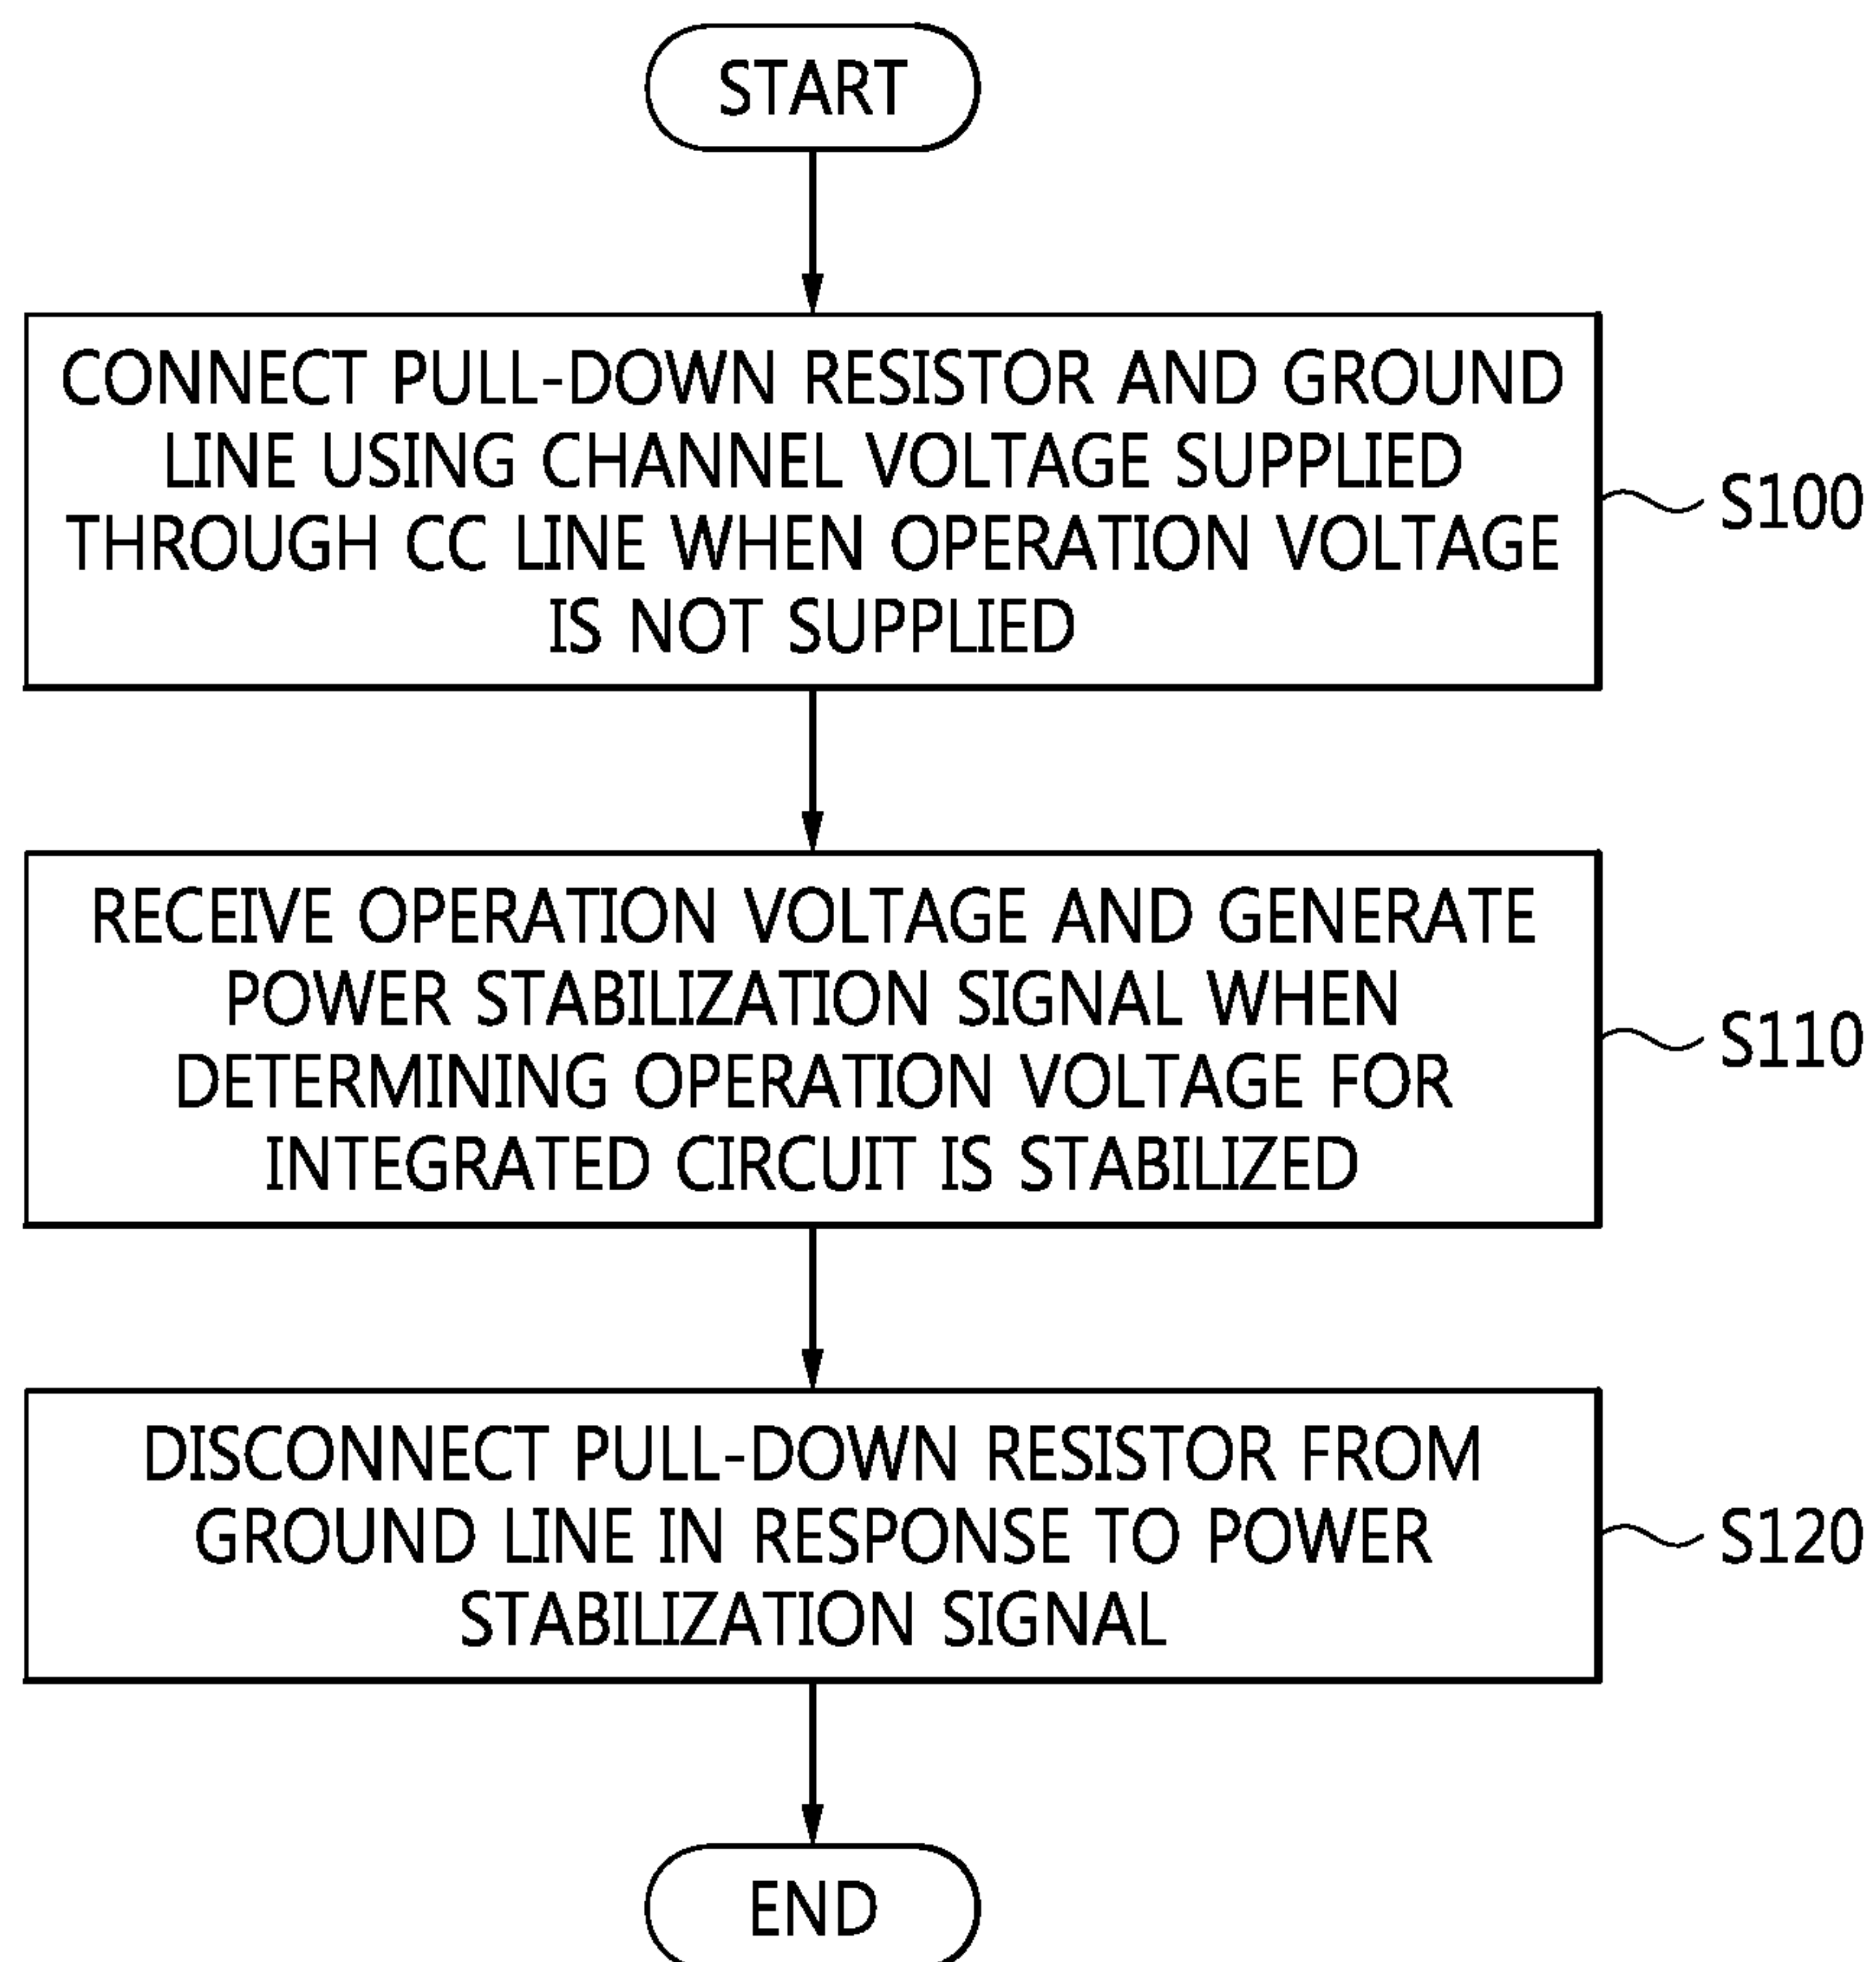 START
CONNECT PULL-DOWN RESISTOR AND GROUND
LINE USING CHANNEL VOLTAGE SUPPLIED
THROUGH CC LINE WHEN OPERATION VOLTAGE
IS NOT SUPPLIED
S100
RECEIVE OPERATION VOLTAGE AND GENERATE
POWER STABILIZATION SIGNAL WHEN
DETERMINING OPERATION VOLTAGE FOR
INTEGRATED CIRCUIT IS STABILIZED
S110
DISCONNECT PULL-DOWN RESISTOR FROM
GROUND LINE IN RESPONSE TO POWER
STABILIZATION SIGNAL
S120
END